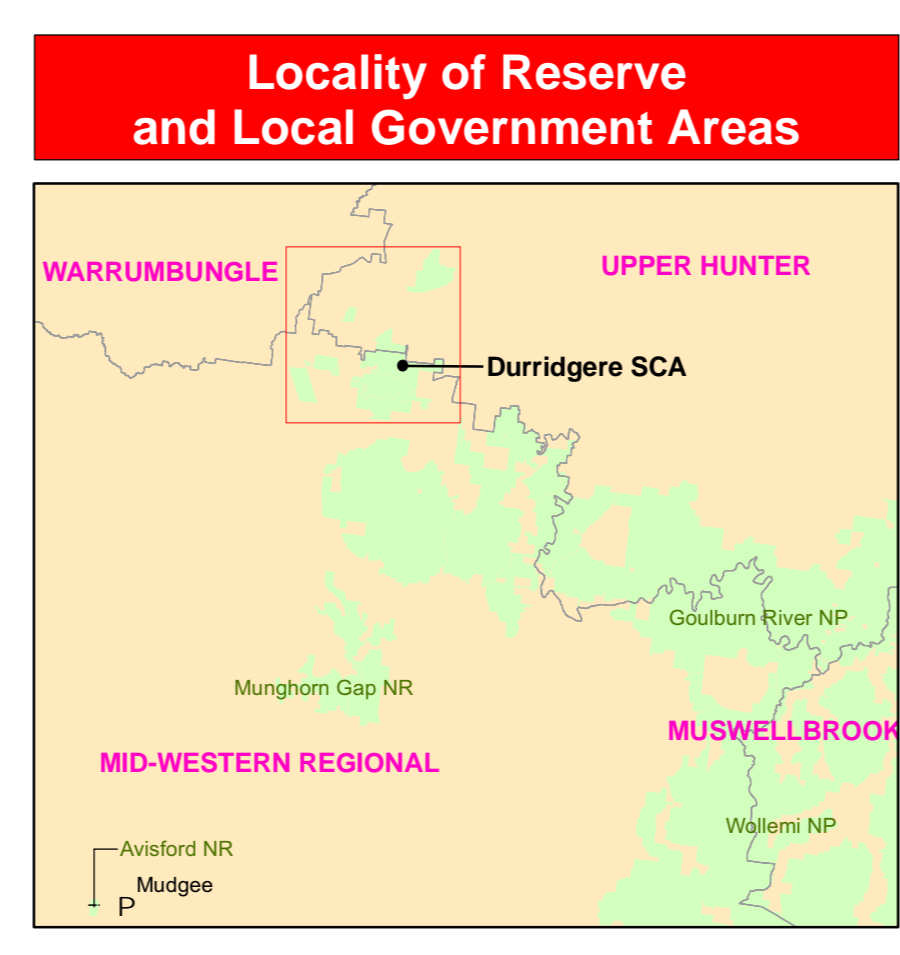 Locality of Reserve
and Local Government Areas
WARRUMBUNGLE
UPPER HUNTER
Durridgere SCA
Goulburn River NP
Munghorn Gap NR
MUSWELLBROOK
MID-WESTERN REGIONAL
Wollemi NP
Avisford NR
Mudgee
P